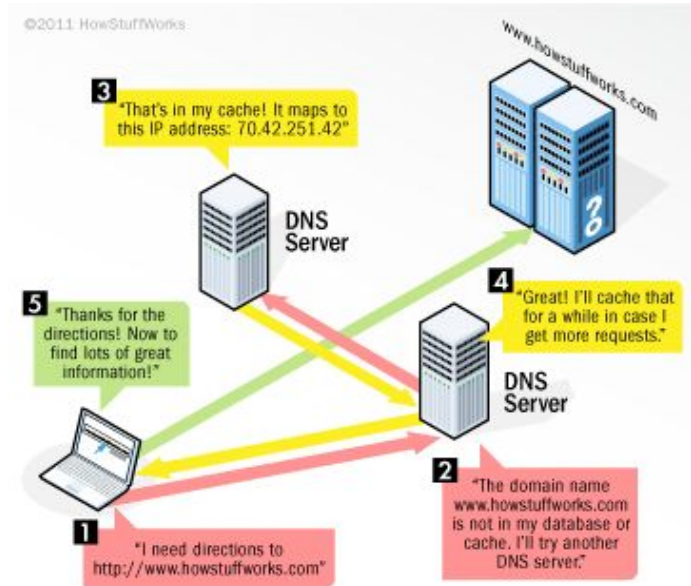 ©2011 HowStuffWorks
www.howstuffworks.com
3
"That's in my cache! It maps to
this IP address: 70.42.251.42"
DNS
Server
4
"Great! I'll cache that
for a while in case I
get more requests."
5
"Thanks for the
directions! Now to
find lots of great
information!"
DNS
Server
2
"The domain name
www.howstuffworks.com
is not in my database or
cache. I'll try another
DNS server."
1
"I need directions to
http://www.howstuffworks.com"
?